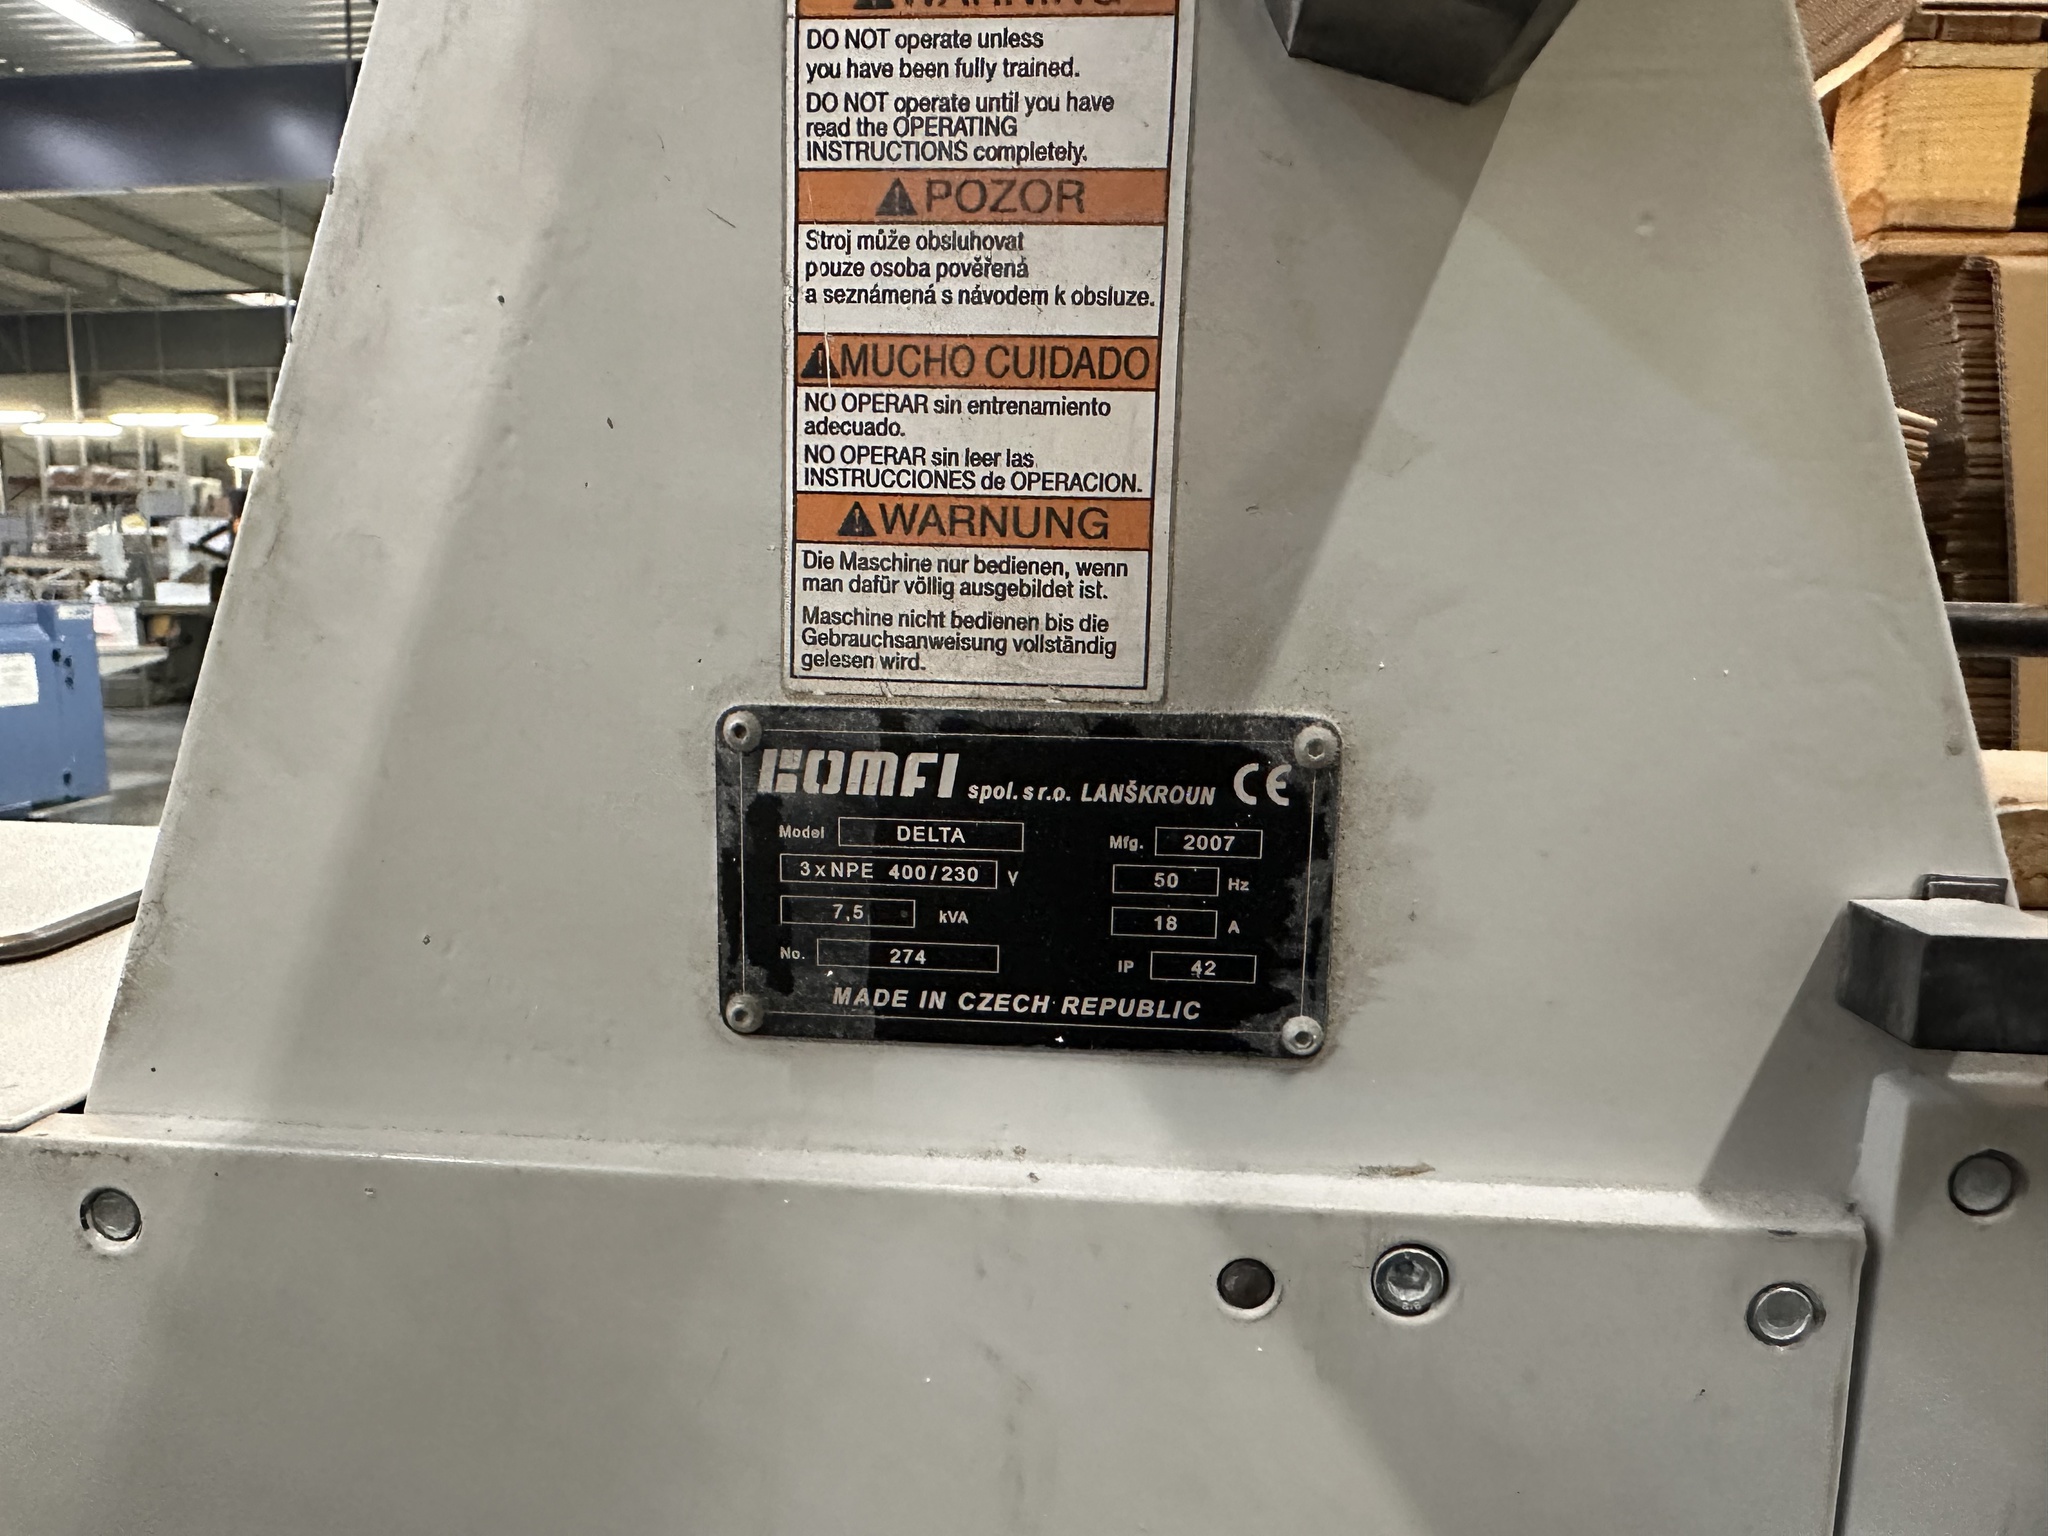 WARNING
DO NOT operate unless
you have been fully trained.
DO NOT operate until you have
read the OPERATING
INSTRUCTIONS completely.
POZOR
Stroj může obsluhovat
pouze osoba pověřená
a seznámená s návodem k obsluze.
MUCHO CUIDADO
NO OPERAR sin entrenamiento
adecuado.
NO OPERAR sin leer las
INSTRUCCIONES de OPERACION.
WARNUNG
Die Maschine nur bedienen, wenn
man dafür völlig ausgebildet ist.
Maschine nicht bedienen bis die
Gebrauchsanweisung vollständig
gelesen wird.
KOMFI spol. s r.o. LANŠKROUN CE
Model DELTA Mfg. 2007
3 x NPE 400/230 V 50 Hz
7,5 kVA 18 A
No. 274 IP 42
MADE IN CZECH REPUBLIC